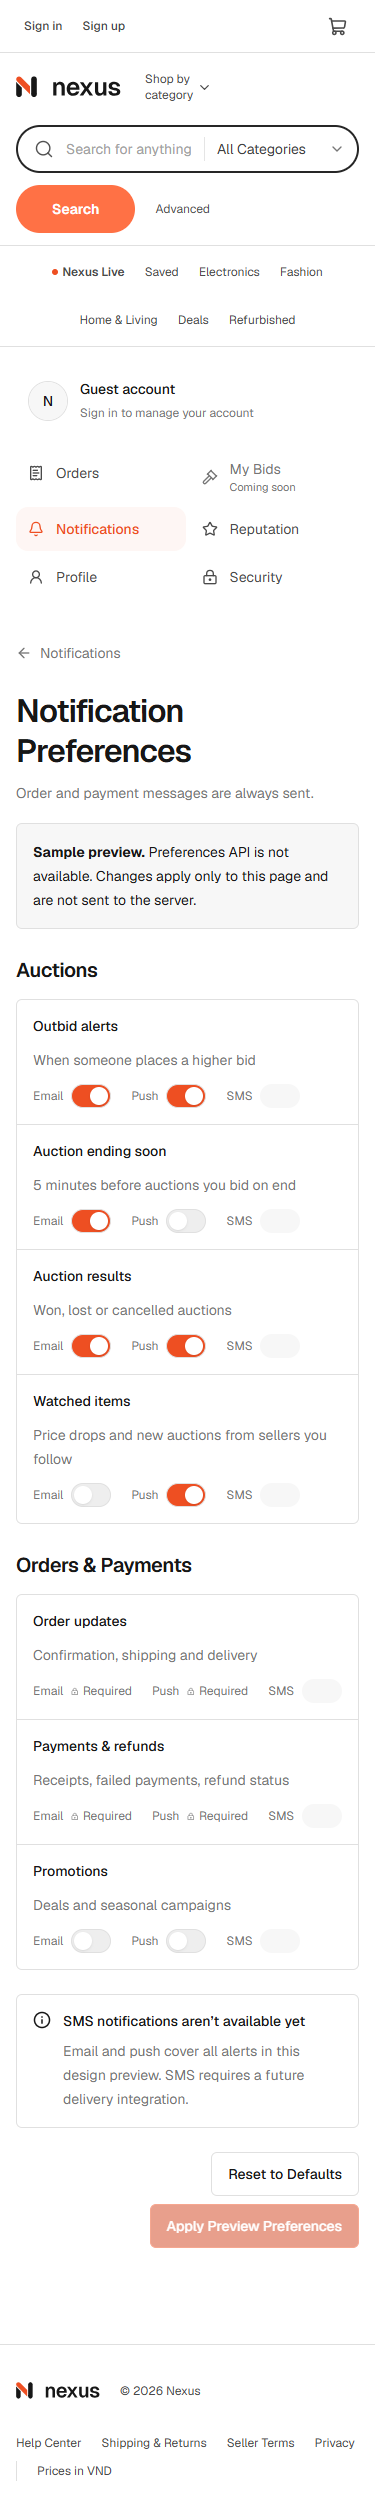 Sign in Sign up
nexus
Shop by
category
Search for anything All Categories
Search Advanced
Nexus Live Saved Electronics Fashion
Home & Living Deals Refurbished
N
Guest account
Sign in to manage your account
Orders
My Bids
Coming soon
Notifications Reputation
Profile Security
Notifications
Notification
Preferences
Order and payment messages are always sent.
Sample preview. Preferences API is not
available. Changes apply only to this page and
are not sent to the server.
Auctions
Outbid alerts
When someone places a higher bid
Email Push SMS
Auction ending soon
5 minutes before auctions you bid on end
Email Push SMS
Auction results
Won, lost or cancelled auctions
Email Push SMS
Watched items
Price drops and new auctions from sellers you
follow
Email Push SMS
Orders & Payments
Order updates
Confirmation, shipping and delivery
Email Required Push Required SMS
Payments & refunds
Receipts, failed payments, refund status
Email Required Push Required SMS
Promotions
Deals and seasonal campaigns
Email Push SMS
SMS notifications aren’t available yet
Email and push cover all alerts in this
design preview. SMS requires a future
delivery integration.
Reset to Defaults
Apply Preview Preferences
nexus © 2026 Nexus
Help Center Shipping & Returns Seller Terms Privacy
Prices in VND